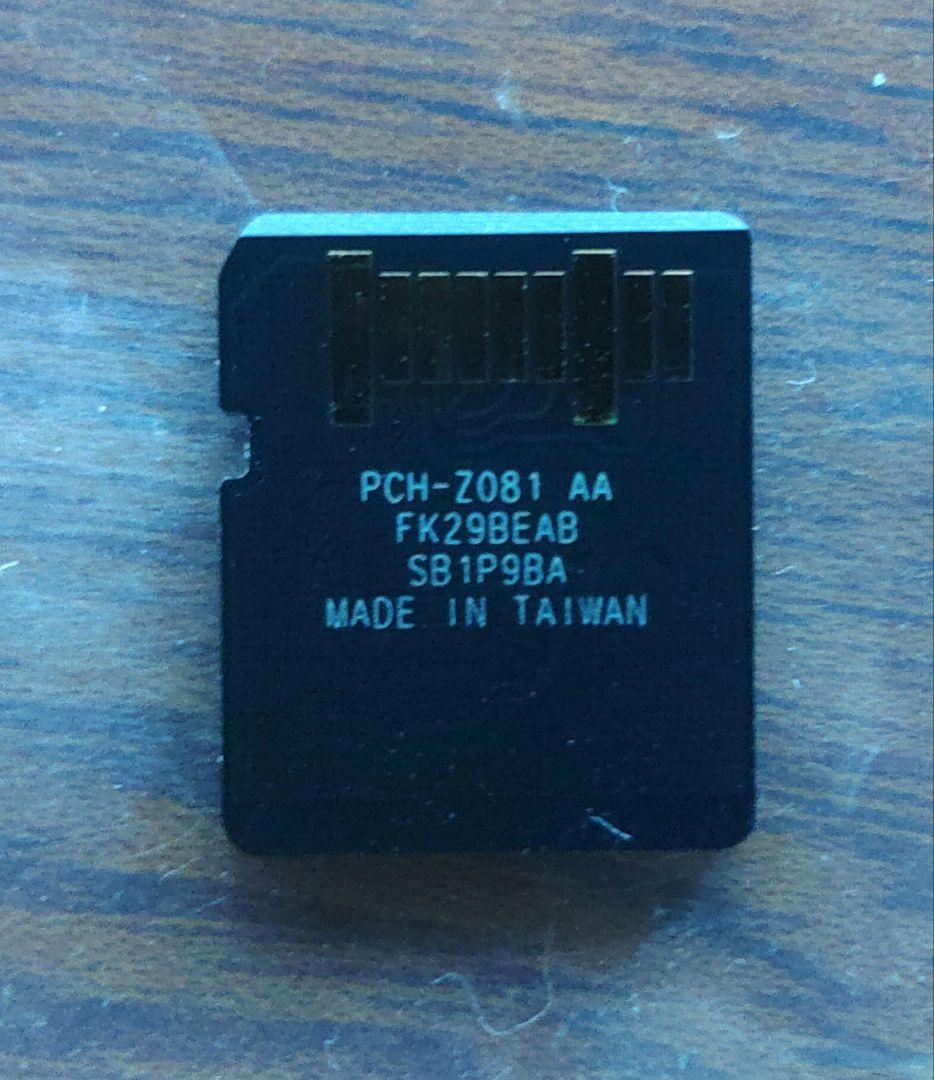 PCH-Z081 AA
FK29BEAB
SB1P9BA
MADE IN TAIWAN